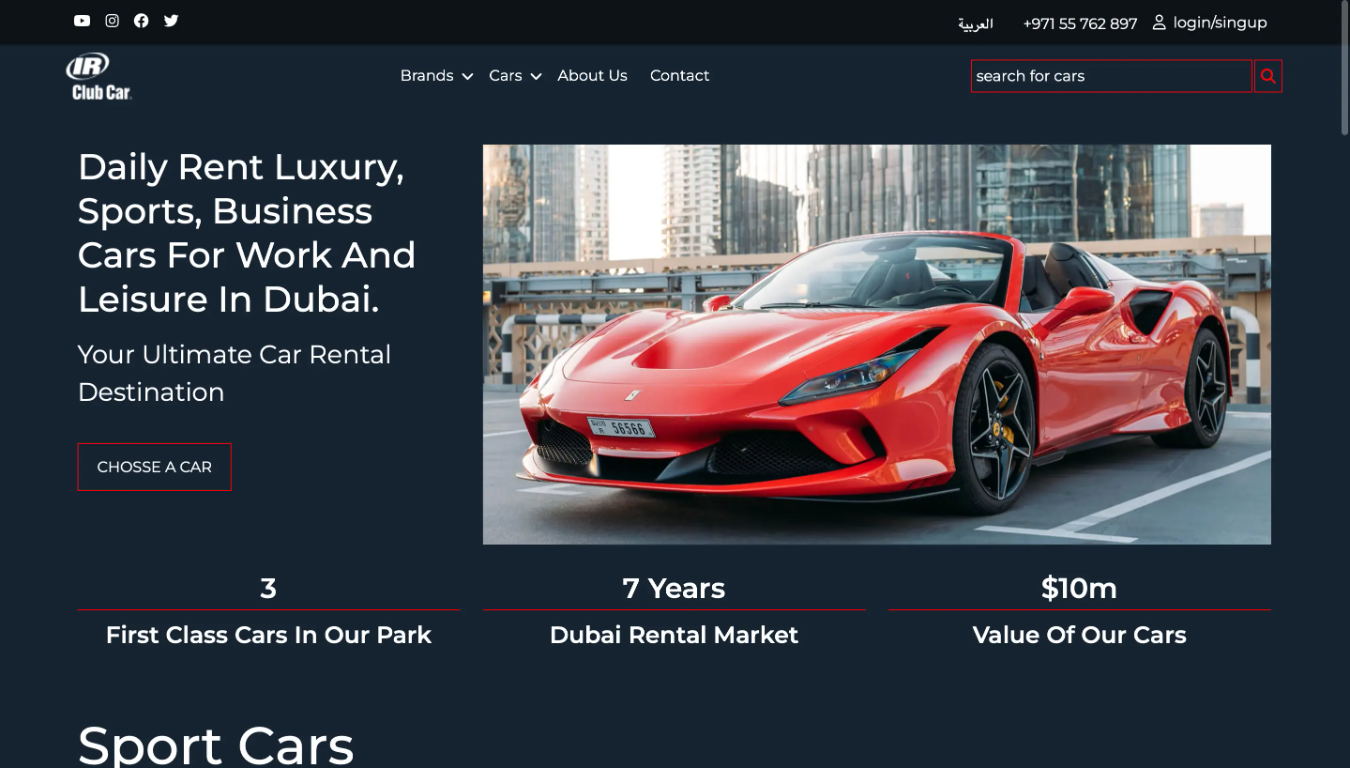 العربية
+971 55 762 897
login/singup
IR
Club Car.
Brands
Cars
About Us
Contact
search for cars
Daily Rent Luxury,
Sports, Business
Cars For Work And
Leisure In Dubai.
Your Ultimate Car Rental
Destination
CHOSSE A CAR
56566
3
First Class Cars In Our Park
7 Years
Dubai Rental Market
$10m
Value Of Our Cars
Sport Cars